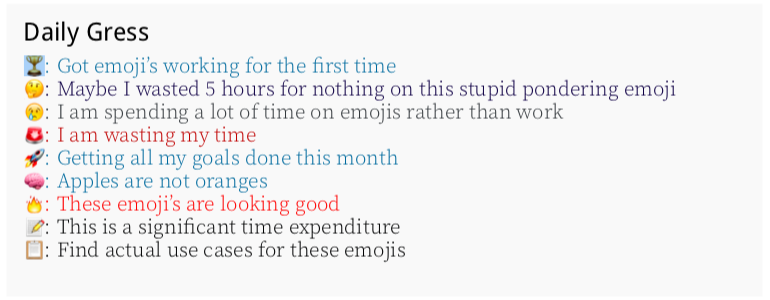 Daily Gress
🏆: Got emoji's working for the first time
🤔: Maybe I wasted 5 hours for nothing on this stupid pondering emoji
😢: I am spending a lot of time on emojis rather than work
🚨: I am wasting my time
🚀: Getting all my goals done this month
🧠: Apples are not oranges
🔥: These emoji's are looking good
📝: This is a significant time expenditure
📋: Find actual use cases for these emojis